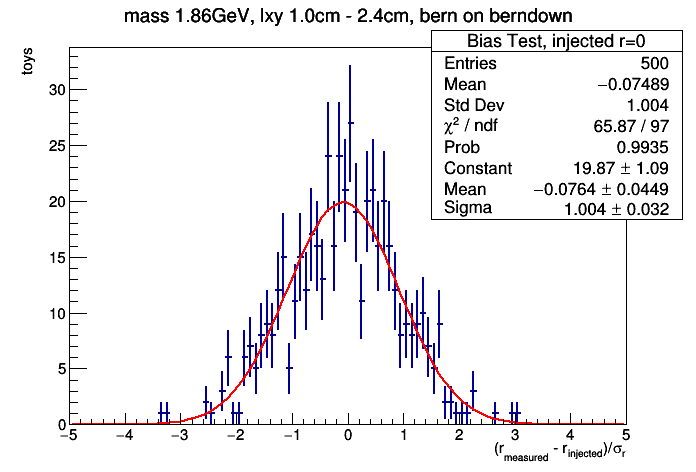 mass 1.86GeV, lxy 1.0cm - 2.4cm, bern on berndown
Bias Test, injected r=0
Entries 500
Mean −0.07489
Std Dev 1.004
χ² / ndf 65.87 / 97
Prob 0.9935
Constant 19.87 ± 1.09
Mean −0.0764 ± 0.0449
Sigma 1.004 ± 0.032
toys
30
25
20
15
10
5
0
−5 −4 −3 −2 −1 0 1 2 3 4 5
(r_measured - r_injected)/σ_r